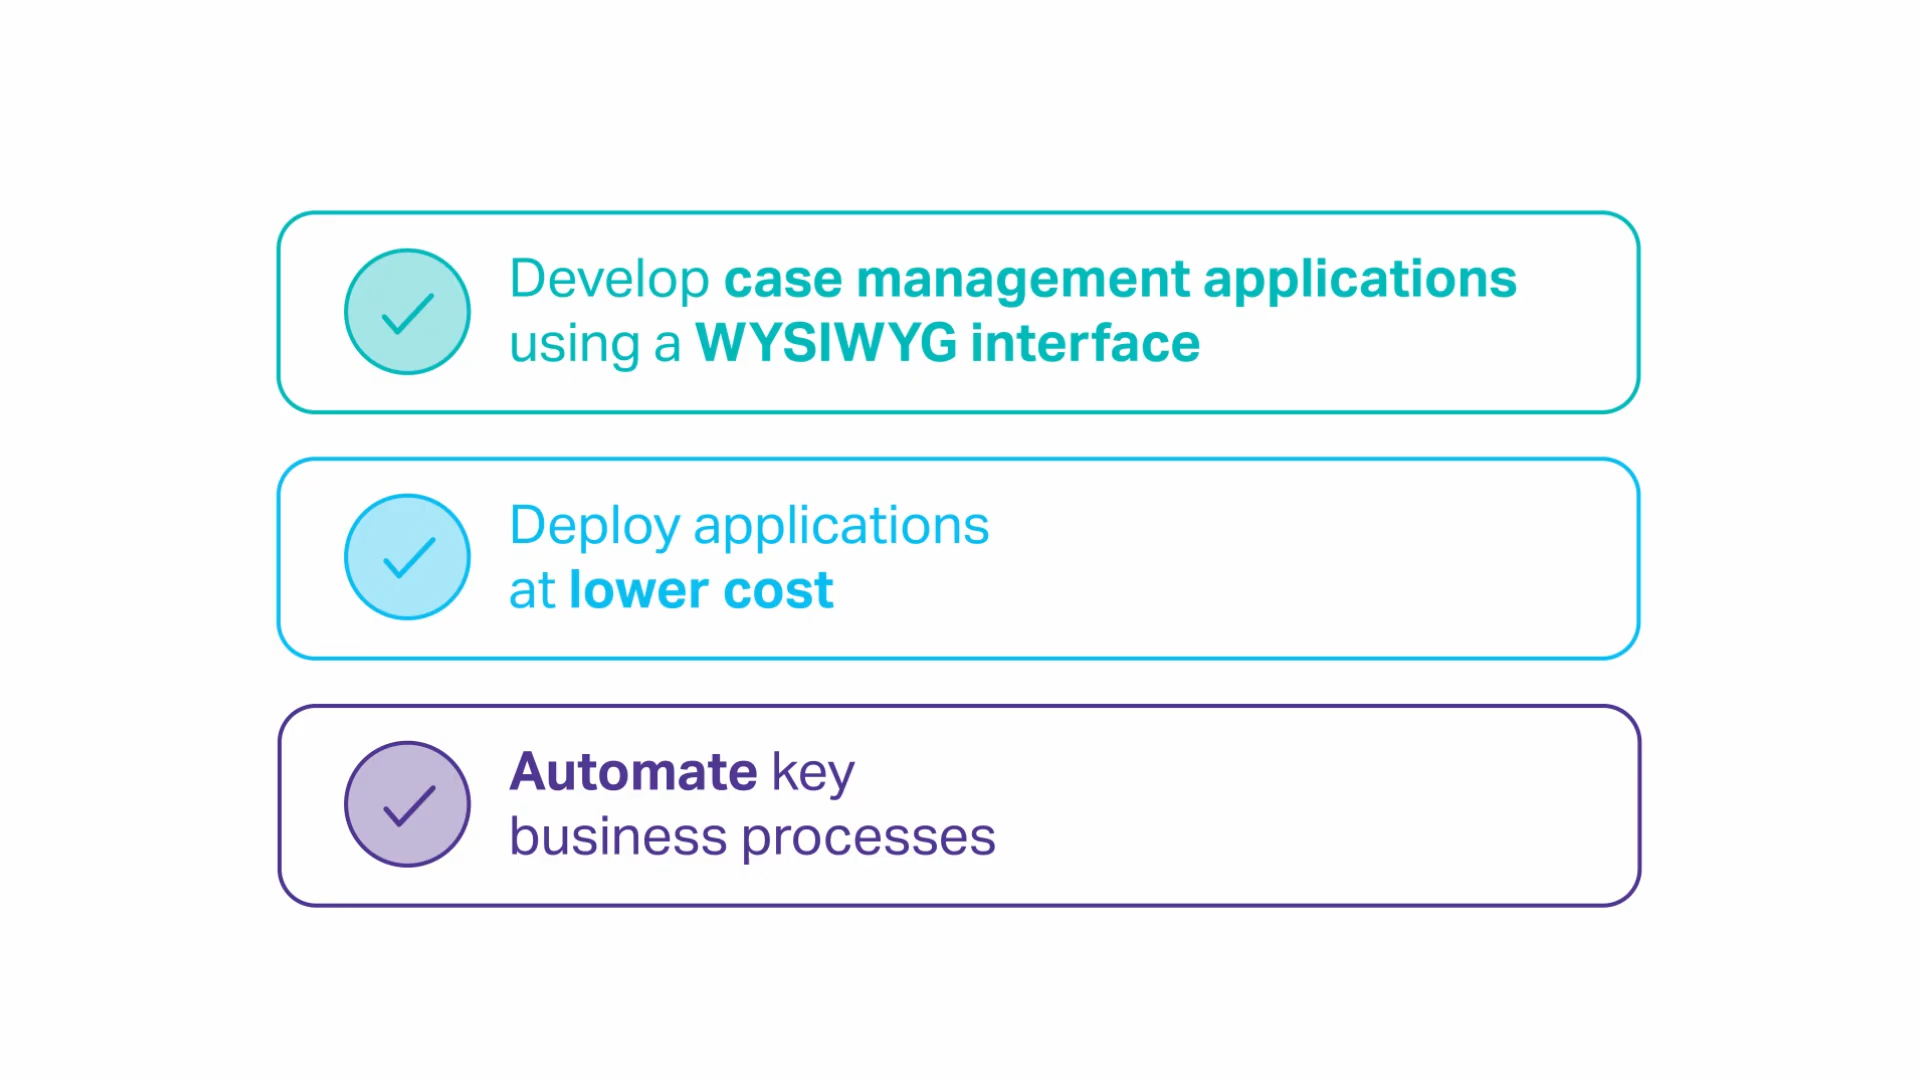 Develop case management applications
using a WYSIWYG interface
Deploy applications
at lower cost
Automate key
business processes